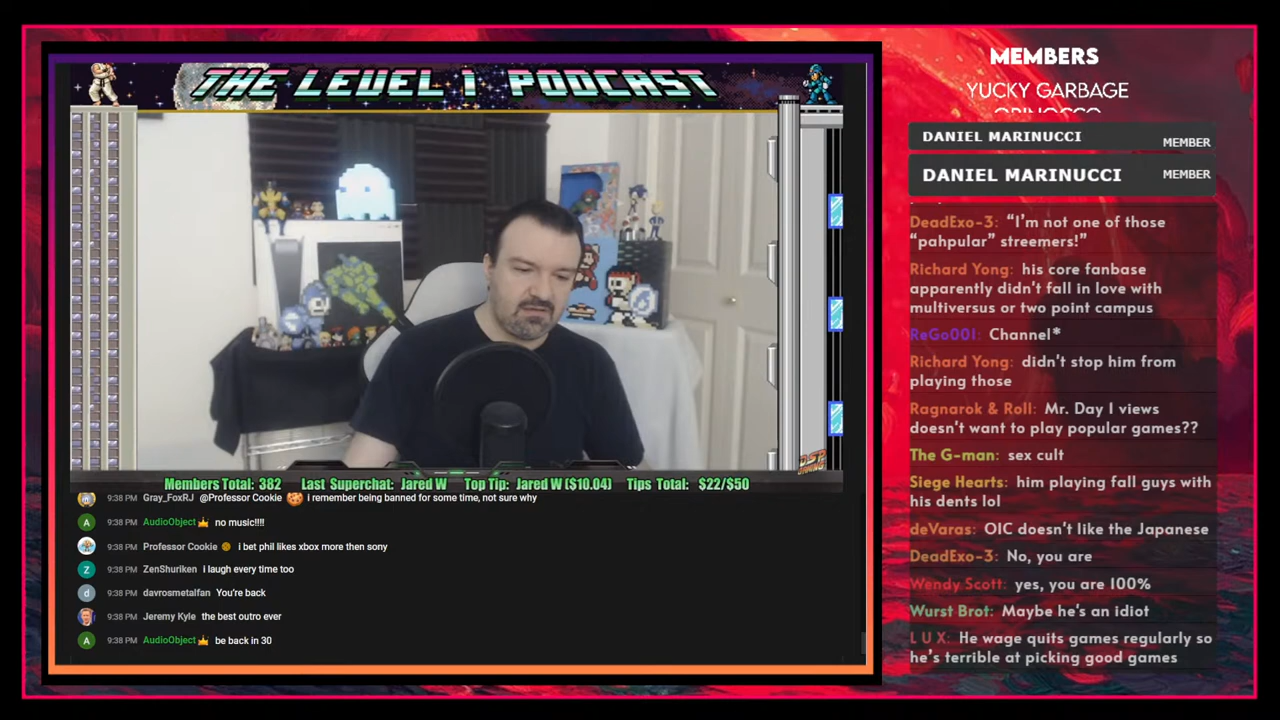 THE LEVEL 1 PODCAST
DSP
GAMING
Members Total: 382 Last Superchat: Jared W Top Tip: Jared W ($10.04) Tips Total: $22/$50
9:38 PM Gray_FoxRJ @Professor Cookie i remember being banned for some time, not sure why
A 9:38 PM AudioObject no music!!!!
9:38 PM Professor Cookie i bet phil likes xbox more then sony
Z 9:38 PM ZenShuriken i laugh every time too
d 9:38 PM davrosmetalfan You're back
9:38 PM Jeremy Kyle the best outro ever
A 9:38 PM AudioObject be back in 30
MEMBERS
YUCKY GARBAGE
ORINOCCO
DANIEL MARINUCCI MEMBER
DANIEL MARINUCCI MEMBER
DeadExo-3: “I'm not one of those
“pahpular” streemers!”
Richard Yong: his core fanbase
apparently didn't fall in love with
multiversus or two point campus
ReGo001: Channel*
Richard Yong: didn't stop him from
playing those
Ragnarok & Roll: Mr. Day 1 views
doesn't want to play popular games??
The G-man: sex cult
Siege Hearts: him playing fall guys with
his dents lol
deVaras: OIC doesn't like the Japanese
DeadExo-3: No, you are
Wendy Scott: yes, you are 100%
Wurst Brot: Maybe he's an idiot
L U X: He wage quits games regularly so
he's terrible at picking good games